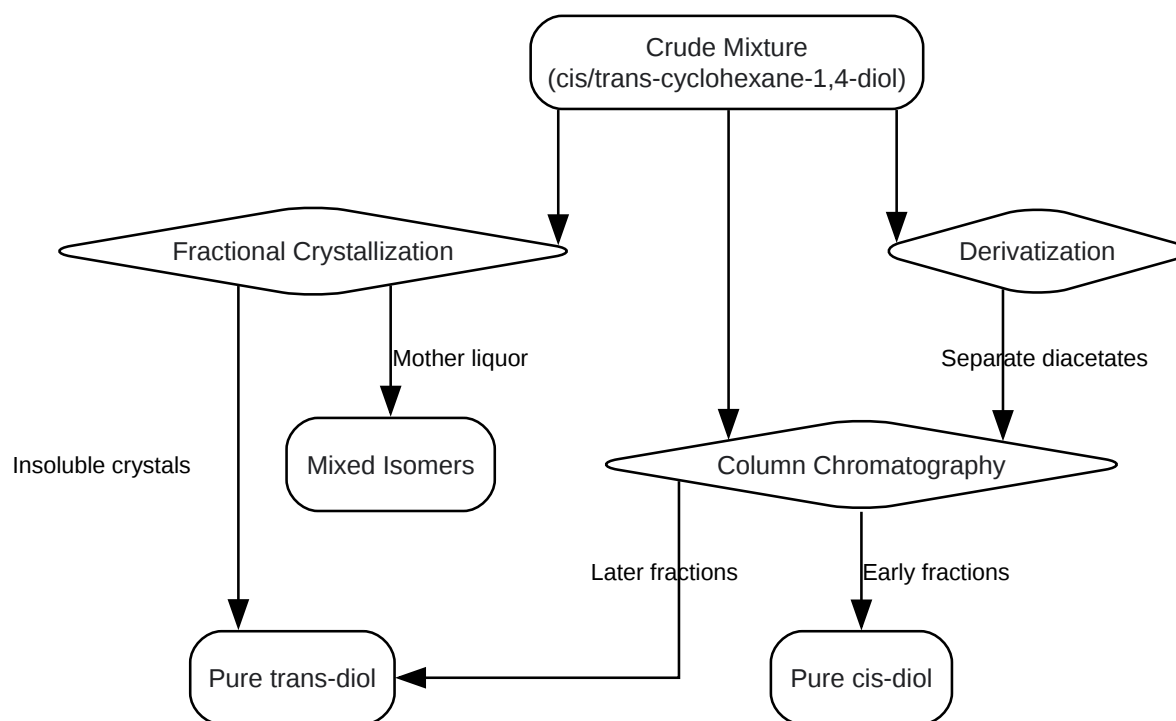 Crude Mixture
(cis/trans-cyclohexane-1,4-diol)
Fractional Crystallization
Derivatization
Mother liquor
Separate diacetates
Insoluble crystals
Mixed Isomers
Column Chromatography
Later fractions
Early fractions
Pure trans-diol
Pure cis-diol